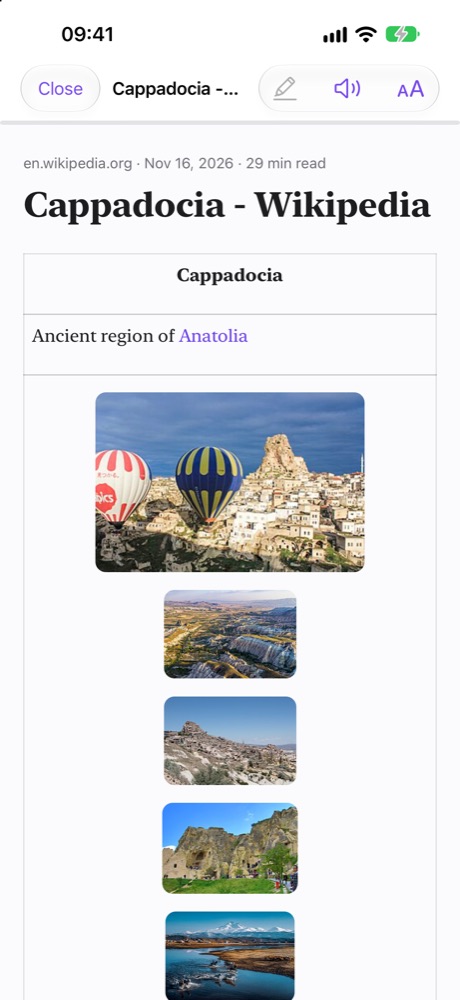 09:41
Close
Cappadocia -...
AA
en.wikipedia.org · Nov 16, 2026 · 29 min read
Cappadocia - Wikipedia
Cappadocia
Ancient region of Anatolia